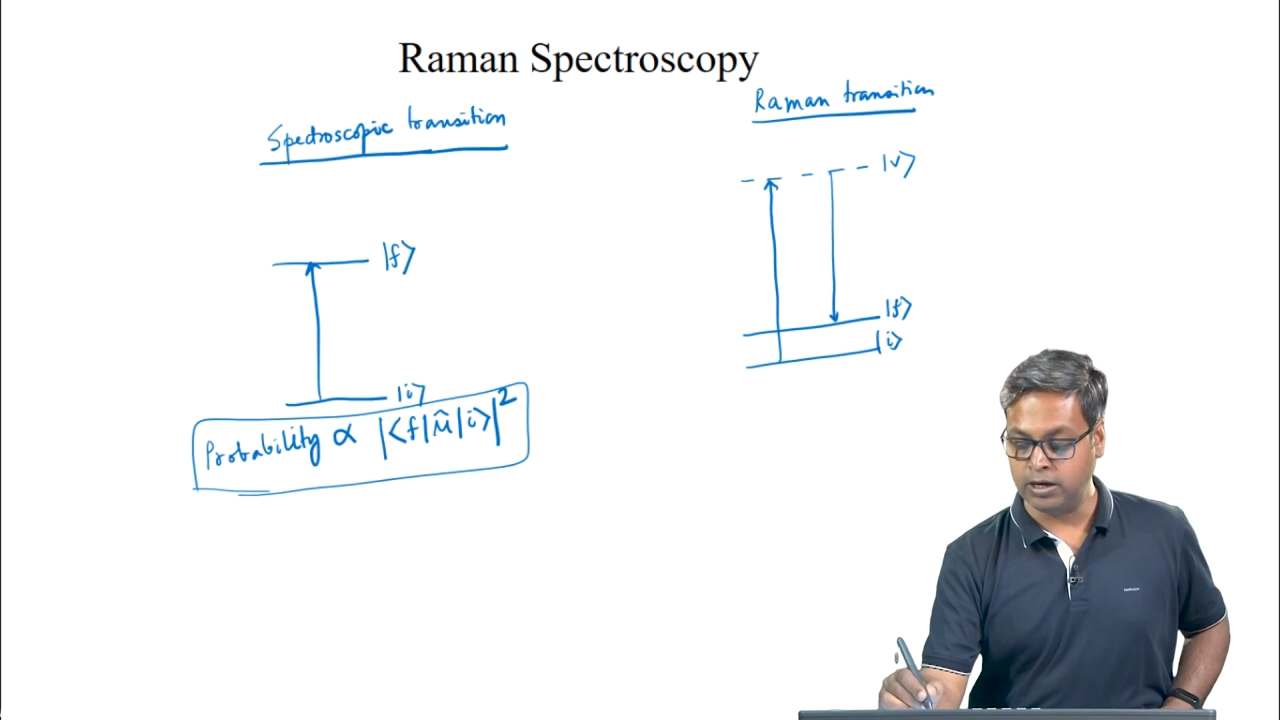 Raman Spectroscopy
Spectroscopic transition
|f⟩
|i⟩
Probability ∝ |⟨f|μ̂|i⟩|²
Raman transition
|v⟩
|f⟩
|i⟩